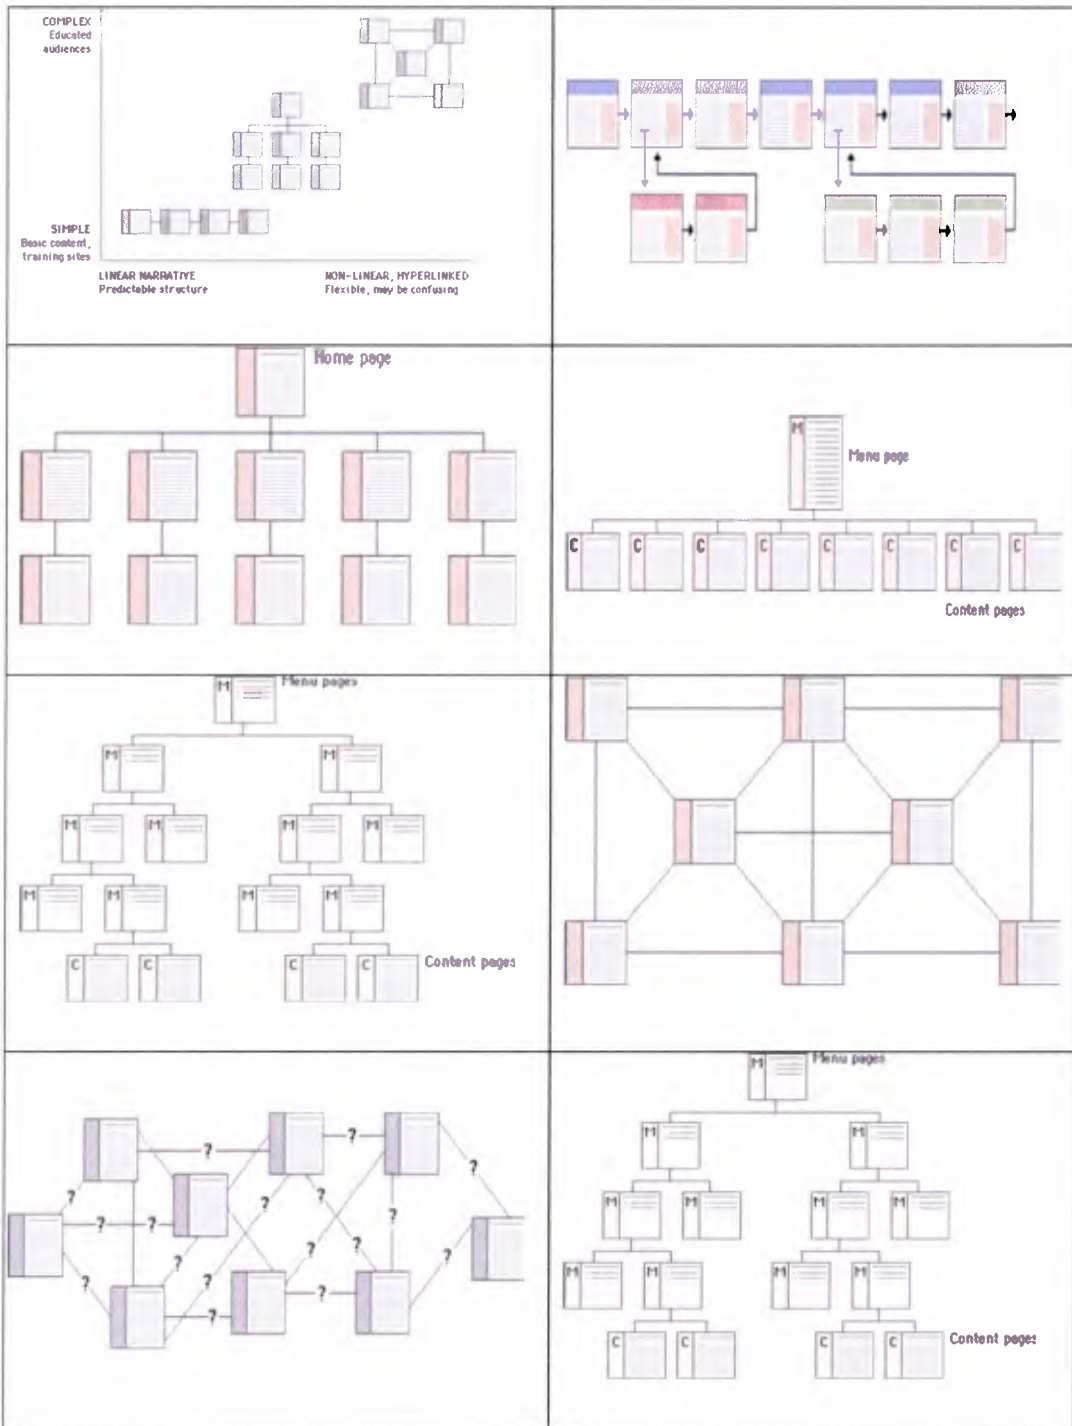 COMPLEX
Educated
audiences
SIMPLE
Basic content,
training sites
LINEAR NARRATIVE
Predictable structure
NON-LINEAR, HYPERLINKED
Flexible, may be confusing
Home page
M
Menu page
C C C C C C C C
Content pages
M
Menu pages
M M
M M M M
M M M M
C C C C
Content pages
? ?
? ? ? ?
? ? ? ?
? ? ?
? ?
M
Menu pages
M M
M M M M
M M M M
C C C C
Content pages